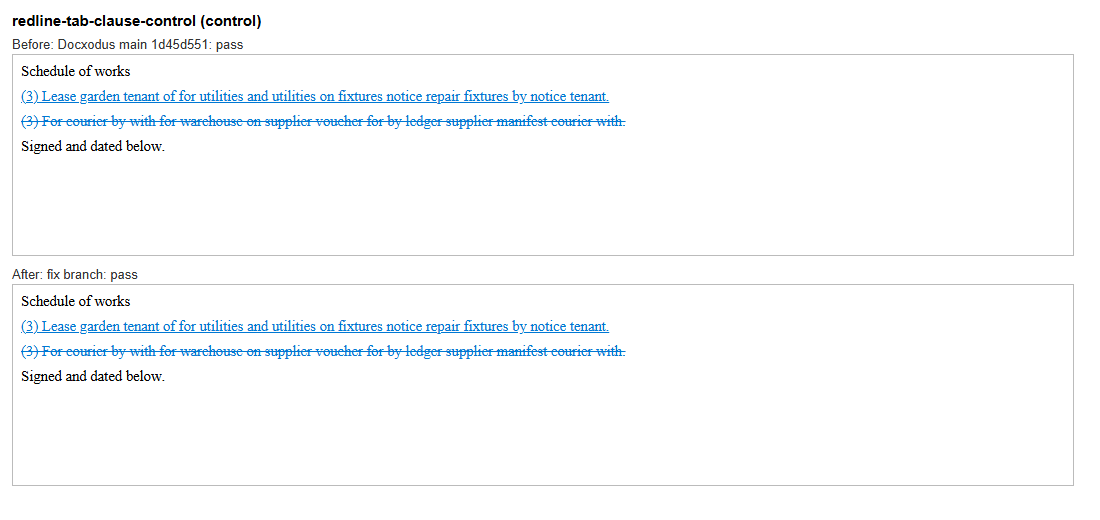 redline-tab-clause-control (control)
Before: Docxodus main 1d45d551: pass
Schedule of works
(3) Lease garden tenant of for utilities and utilities on fixtures notice repair fixtures by notice tenant.
(3) For courier by with for warehouse on supplier voucher for by ledger supplier manifest courier with.
Signed and dated below.
After: fix branch: pass
Schedule of works
(3) Lease garden tenant of for utilities and utilities on fixtures notice repair fixtures by notice tenant.
(3) For courier by with for warehouse on supplier voucher for by ledger supplier manifest courier with.
Signed and dated below.